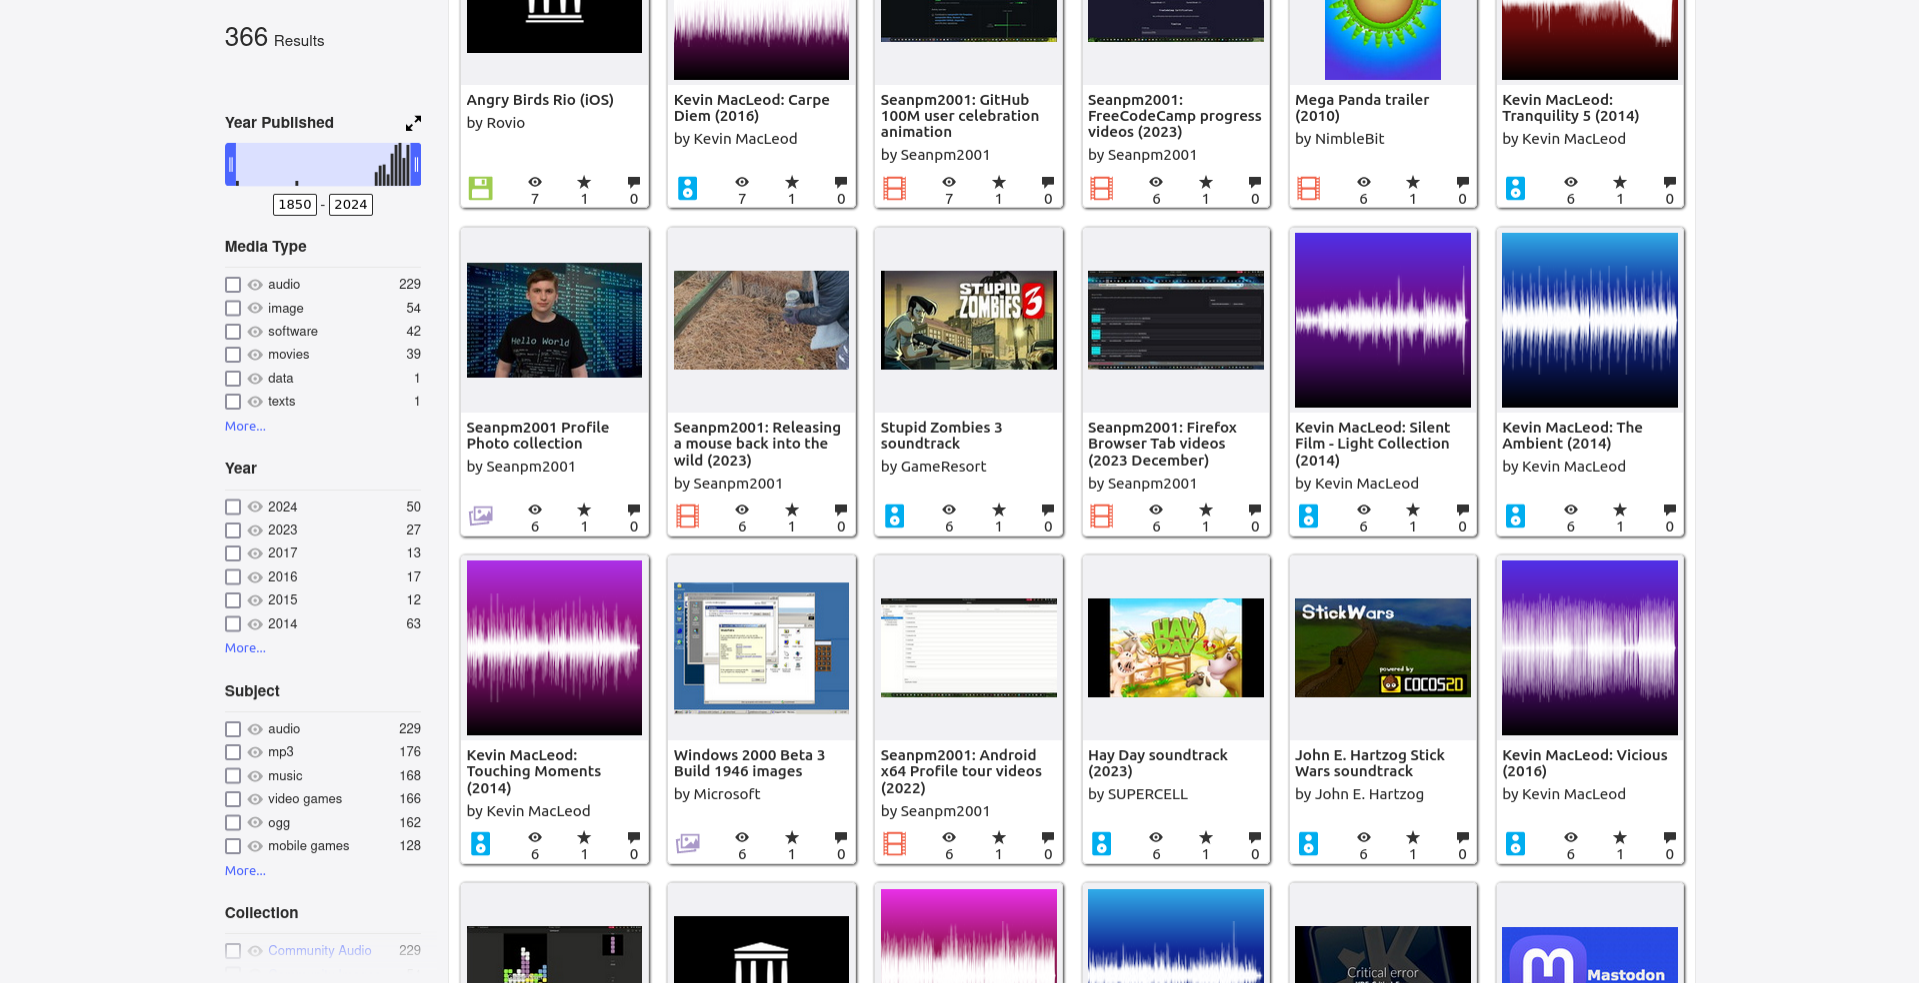 366 Results
Year Published
1850 - 2024
Media Type
audio 229
image 54
software 42
movies 39
data 1
texts 1
More...
Year
2024 50
2023 27
2017 13
2016 17
2015 12
2014 63
More...
Subject
audio 229
mp3 176
music 168
video games 166
ogg 162
mobile games 128
More...
Collection
Community Audio 229
Angry Birds Rio (iOS)
by Rovio
7 1 0
Kevin MacLeod: Carpe
Diem (2016)
by Kevin MacLeod
7 1 0
Seanpm2001: GitHub
100M user celebration
animation
by Seanpm2001
7 1 0
Seanpm2001:
FreeCodeCamp progress
videos (2023)
by Seanpm2001
6 1 0
Mega Panda trailer
(2010)
by NimbleBit
6 1 0
Kevin MacLeod:
Tranquility 5 (2014)
by Kevin MacLeod
6 1 0
Hello World
Seanpm2001 Profile
Photo collection
by Seanpm2001
6 1 0
Seanpm2001: Releasing
a mouse back into the
wild (2023)
by Seanpm2001
6 1 0
STUPID
ZOMBIES 3
Stupid Zombies 3
soundtrack
by GameResort
6 1 0
Seanpm2001: Firefox
Browser Tab videos
(2023 December)
by Seanpm2001
6 1 0
Kevin MacLeod: Silent
Film - Light Collection
(2014)
by Kevin MacLeod
6 1 0
Kevin MacLeod: The
Ambient (2014)
by Kevin MacLeod
6 1 0
Kevin MacLeod:
Touching Moments
(2014)
by Kevin MacLeod
6 1 0
Windows 2000 Beta 3
Build 1946 images
by Microsoft
6 1 0
Seanpm2001: Android
x64 Profile tour videos
(2022)
by Seanpm2001
6 1 0
HAY
DAY
Hay Day soundtrack
(2023)
by SUPERCELL
6 1 0
StickWars
powered by
COCOS2D
John E. Hartzog Stick
Wars soundtrack
by John E. Hartzog
6 1 0
Kevin MacLeod: Vicious
(2016)
by Kevin MacLeod
6 1 0
Critical error
Mastodon